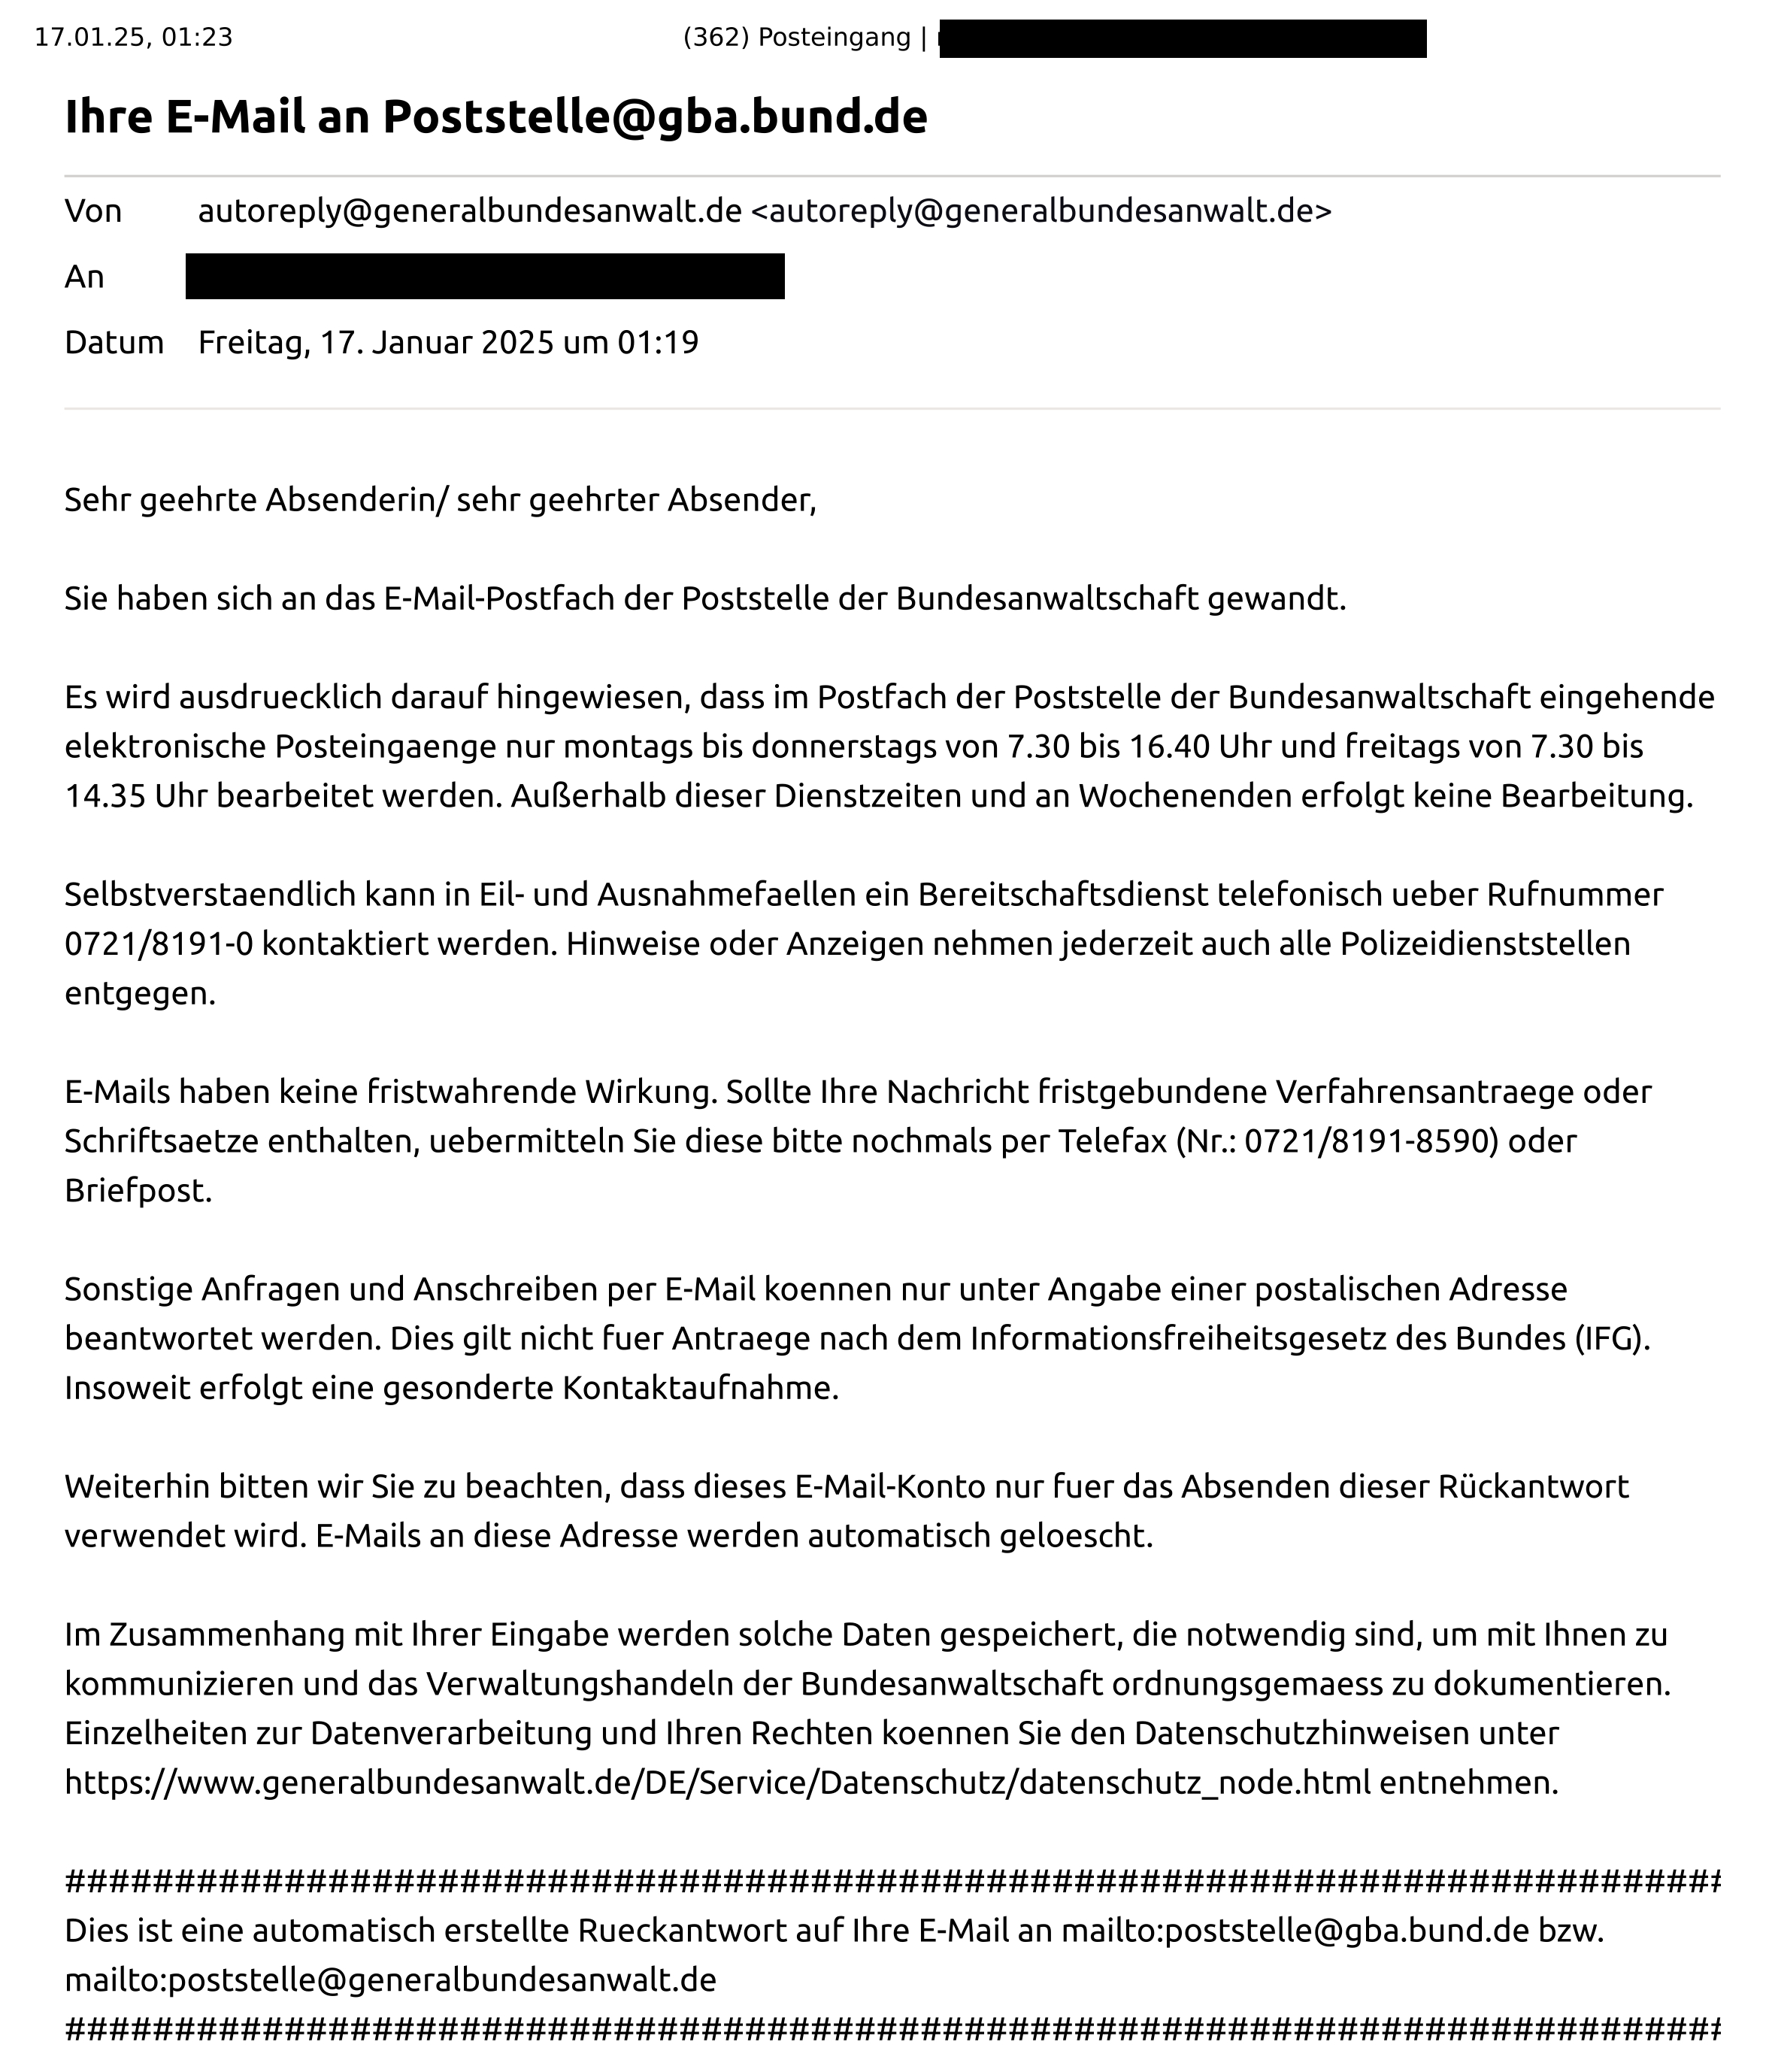 17.01.25, 01:23
(362) Posteingang |
Ihre E-Mail an Poststelle@gba.bund.de
Von autoreply@generalbundesanwalt.de <autoreply@generalbundesanwalt.de>
An
Datum Freitag, 17. Januar 2025 um 01:19
Sehr geehrte Absenderin/ sehr geehrter Absender,
Sie haben sich an das E-Mail-Postfach der Poststelle der Bundesanwaltschaft gewandt.
Es wird ausdruecklich darauf hingewiesen, dass im Postfach der Poststelle der Bundesanwaltschaft eingehende
elektronische Posteingaenge nur montags bis donnerstags von 7.30 bis 16.40 Uhr und freitags von 7.30 bis
14.35 Uhr bearbeitet werden. Außerhalb dieser Dienstzeiten und an Wochenenden erfolgt keine Bearbeitung.
Selbstverstaendlich kann in Eil- und Ausnahmefaellen ein Bereitschaftsdienst telefonisch ueber Rufnummer
0721/8191-0 kontaktiert werden. Hinweise oder Anzeigen nehmen jederzeit auch alle Polizeidienststellen
entgegen.
E-Mails haben keine fristwahrende Wirkung. Sollte Ihre Nachricht fristgebundene Verfahrensantraege oder
Schriftsaetze enthalten, uebermitteln Sie diese bitte nochmals per Telefax (Nr.: 0721/8191-8590) oder
Briefpost.
Sonstige Anfragen und Anschreiben per E-Mail koennen nur unter Angabe einer postalischen Adresse
beantwortet werden. Dies gilt nicht fuer Antraege nach dem Informationsfreiheitsgesetz des Bundes (IFG).
Insoweit erfolgt eine gesonderte Kontaktaufnahme.
Weiterhin bitten wir Sie zu beachten, dass dieses E-Mail-Konto nur fuer das Absenden dieser Rückantwort
verwendet wird. E-Mails an diese Adresse werden automatisch geloescht.
Im Zusammenhang mit Ihrer Eingabe werden solche Daten gespeichert, die notwendig sind, um mit Ihnen zu
kommunizieren und das Verwaltungshandeln der Bundesanwaltschaft ordnungsgemaess zu dokumentieren.
Einzelheiten zur Datenverarbeitung und Ihren Rechten koennen Sie den Datenschutzhinweisen unter
https://www.generalbundesanwalt.de/DE/Service/Datenschutz/datenschutz_node.html entnehmen.
############################################################################
Dies ist eine automatisch erstellte Rueckantwort auf Ihre E-Mail an mailto:poststelle@gba.bund.de bzw.
mailto:poststelle@generalbundesanwalt.de
############################################################################